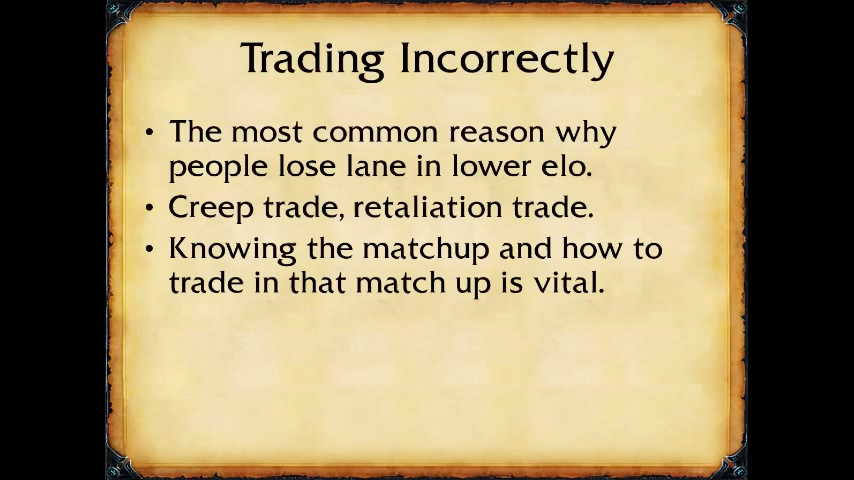 Trading Incorrectly
• The most common reason why
people lose lane in lower elo.
• Creep trade, retaliation trade.
• Knowing the matchup and how to
trade in that match up is vital.